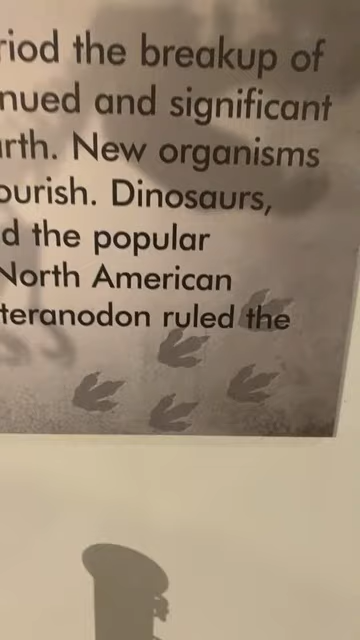 riod the breakup of
nued and significant
rth. New organisms
ourish. Dinosaurs,
d the popular
North American
teranodon ruled the